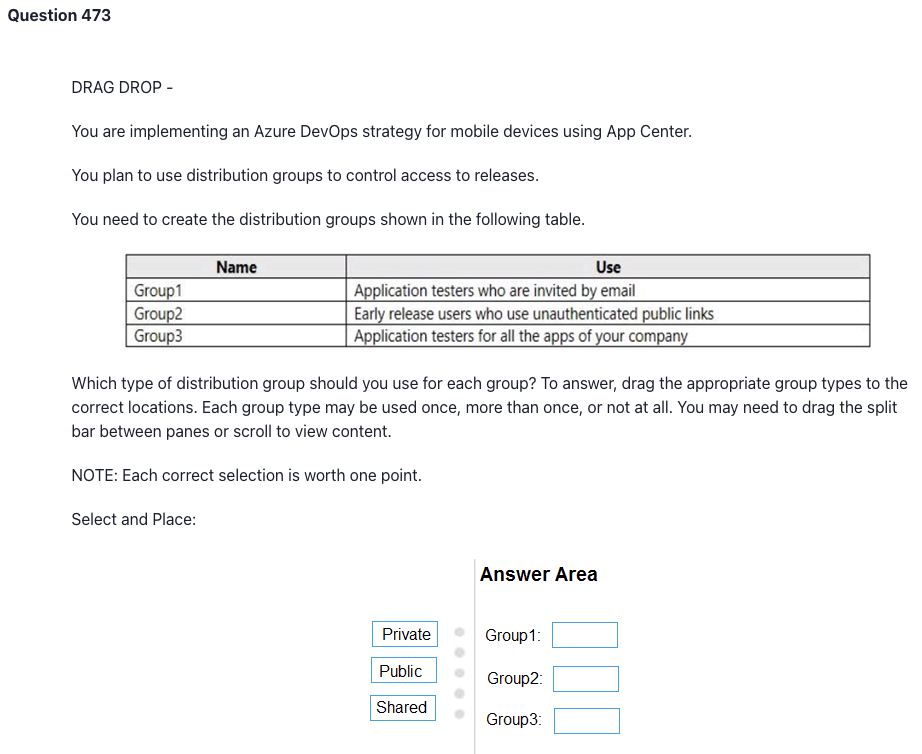 Question 473
DRAG DROP -
You are implementing an Azure DevOps strategy for mobile devices using App Center.
You plan to use distribution groups to control access to releases.
You need to create the distribution groups shown in the following table.
Name Use
Group1 Application testers who are invited by email
Group2 Early release users who use unauthenticated public links
Group3 Application testers for all the apps of your company
Which type of distribution group should you use for each group? To answer, drag the appropriate group types to the
correct locations. Each group type may be used once, more than once, or not at all. You may need to drag the split
bar between panes or scroll to view content.
NOTE: Each correct selection is worth one point.
Select and Place:
Answer Area
Private Group1:
Public Group2:
Shared Group3: